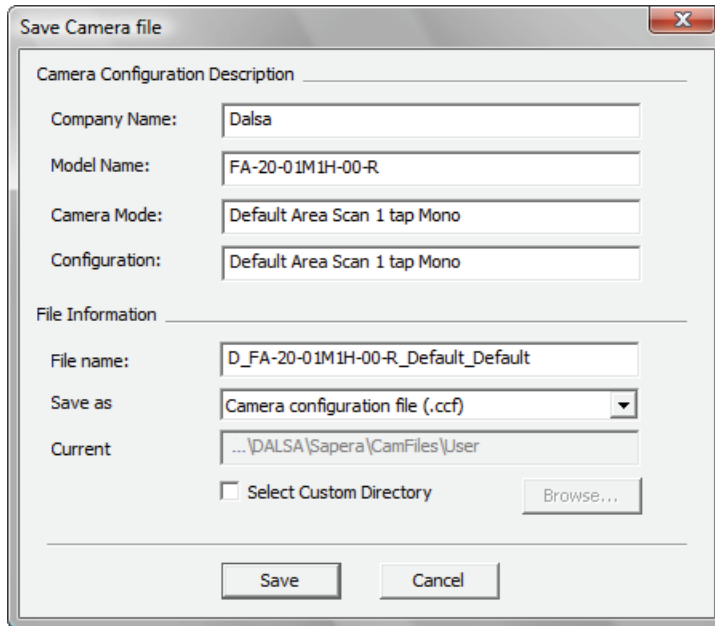 Save Camera file
Camera Configuration Description
Company Name: Dalsa
Model Name: FA-20-01M1H-00-R
Camera Mode: Default Area Scan 1 tap Mono
Configuration: Default Area Scan 1 tap Mono
File Information
File name: D_FA-20-01M1H-00-R_Default_Default
Save as Camera configuration file (.ccf)
Current ...\DALSA\Sapera\CamFiles\User
Select Custom Directory Browse...
Save Cancel